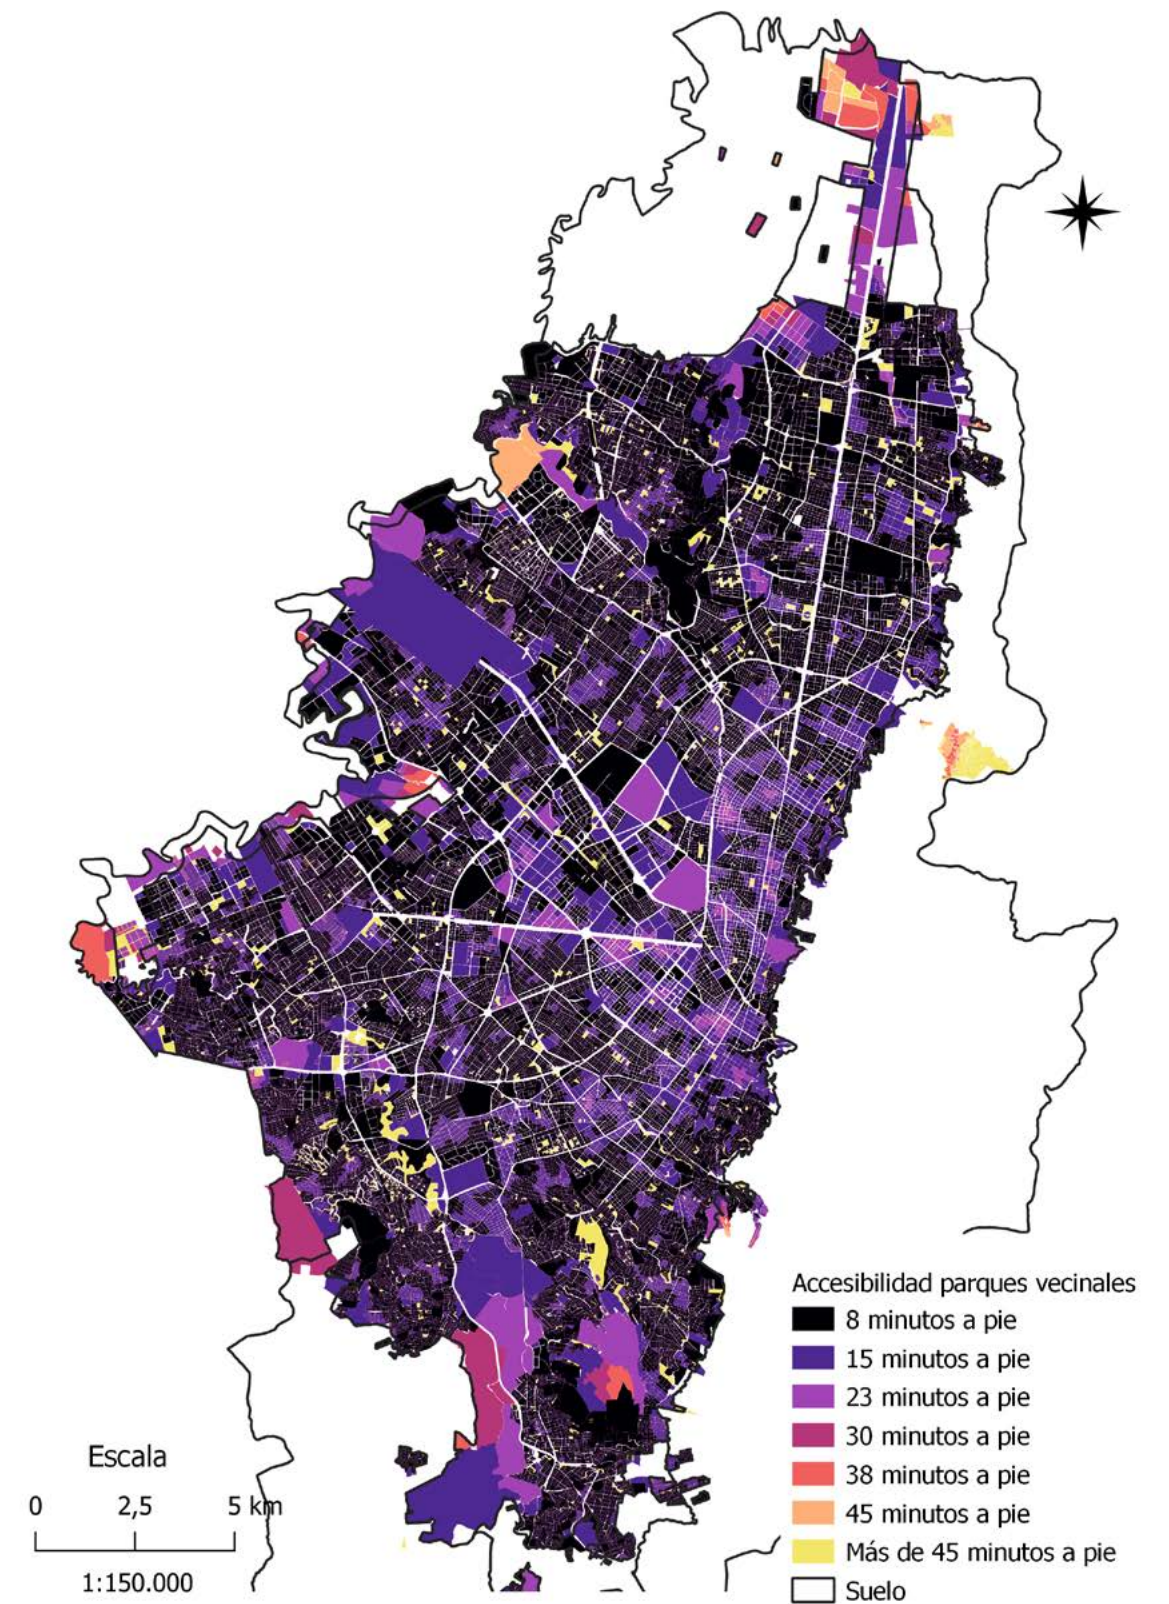 Accesibilidad parques vecinales
8 minutos a pie
15 minutos a pie
23 minutos a pie
30 minutos a pie
38 minutos a pie
45 minutos a pie
Más de 45 minutos a pie
Suelo
Escala
0 2,5 5 km
1:150.000